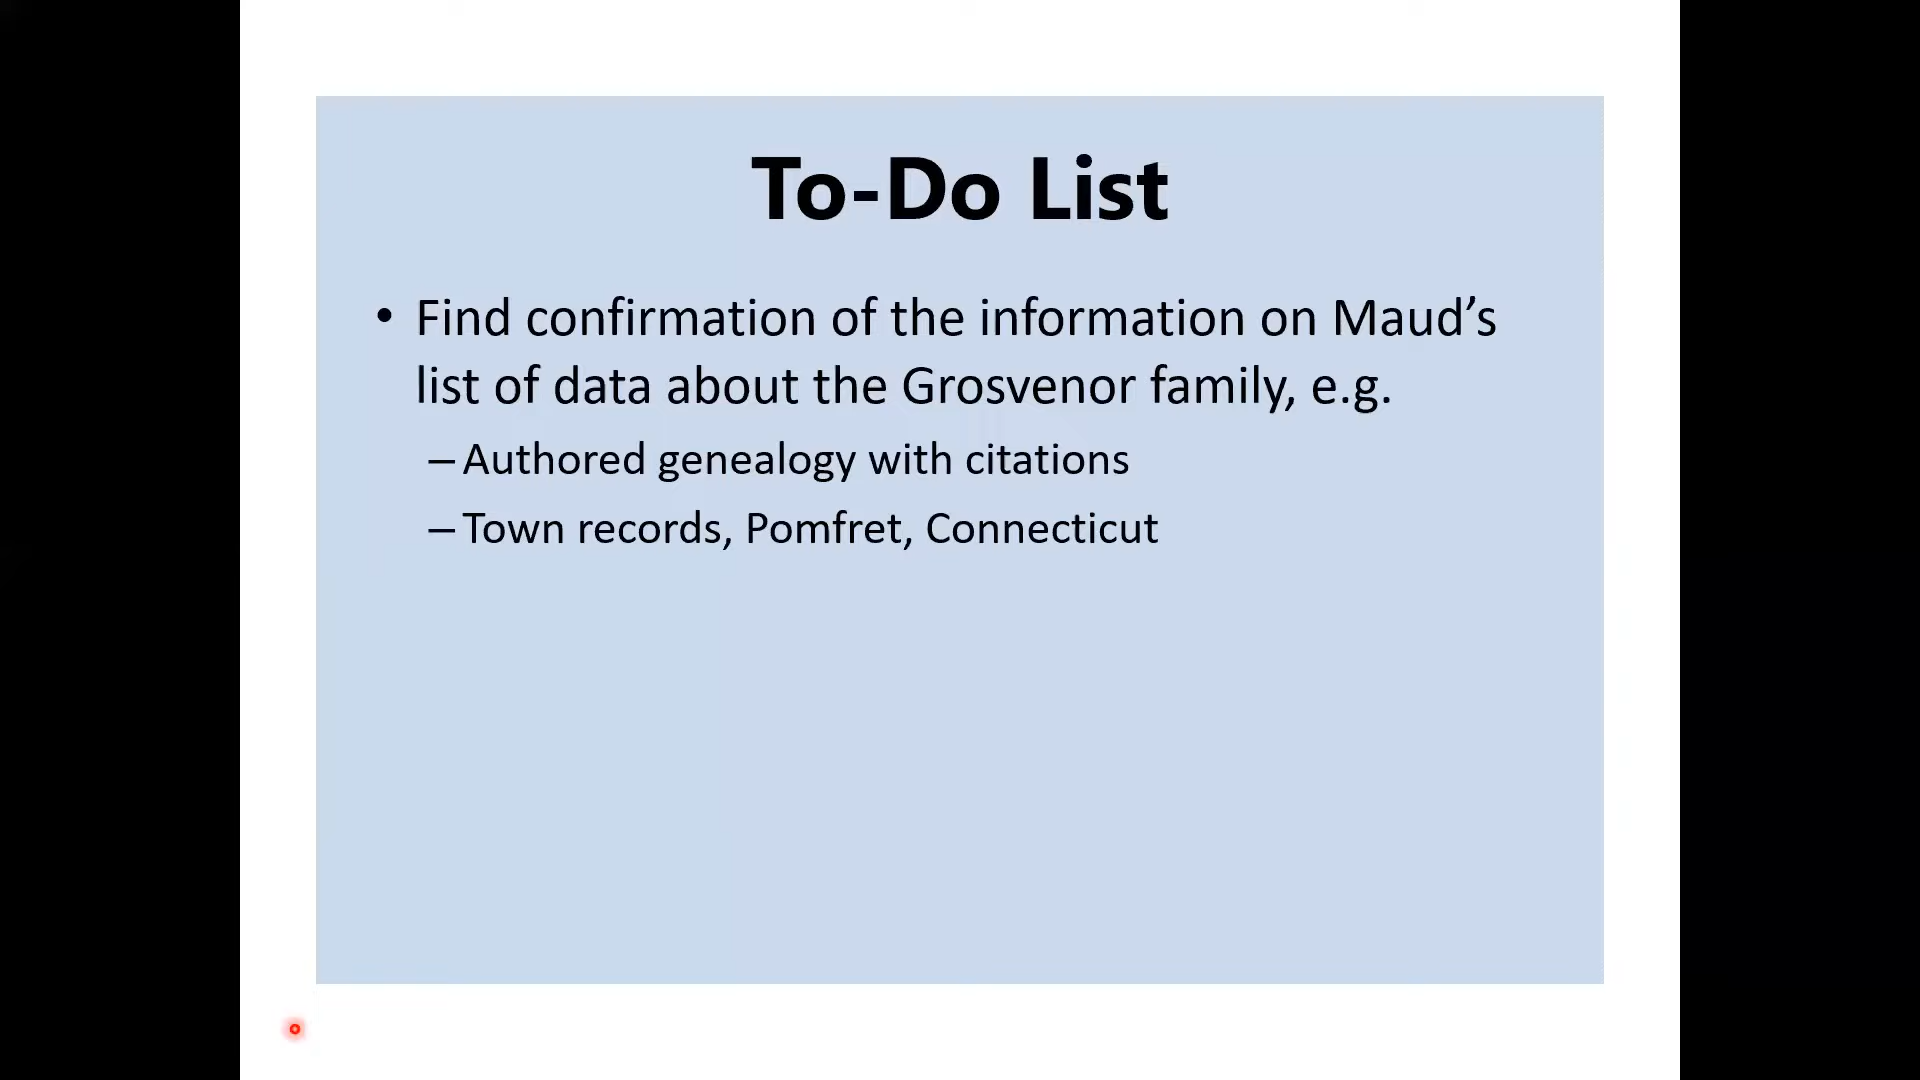 To-Do List
• Find confirmation of the information on Maud’s
list of data about the Grosvenor family, e.g.
– Authored genealogy with citations
– Town records, Pomfret, Connecticut